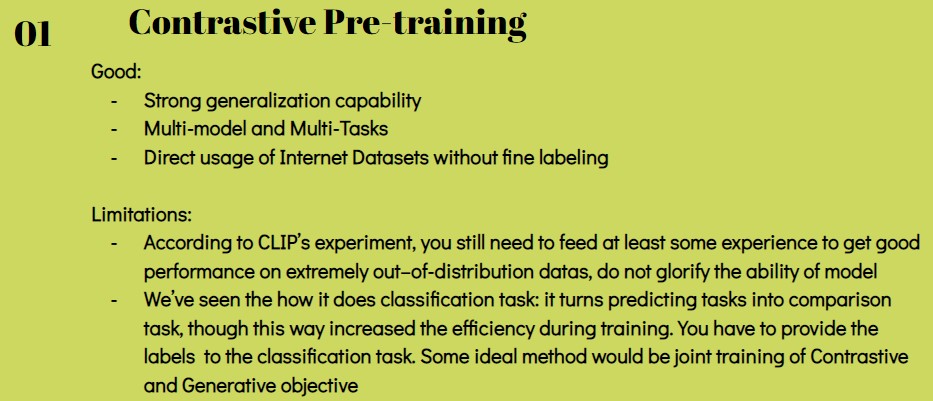 01
Contrastive Pre-training
Good:
- Strong generalization capability
- Multi-model and Multi-Tasks
- Direct usage of Internet Datasets without fine labeling
Limitations:
- According to CLIP's experiment, you still need to feed at least some experience to get good
performance on extremely out–of-distribution datas, do not glorify the ability of model
- We've seen the how it does classification task: it turns predicting tasks into comparison
task, though this way increased the efficiency during training. You have to provide the
labels  to the classification task. Some ideal method would be joint training of Contrastive
and Generative objective